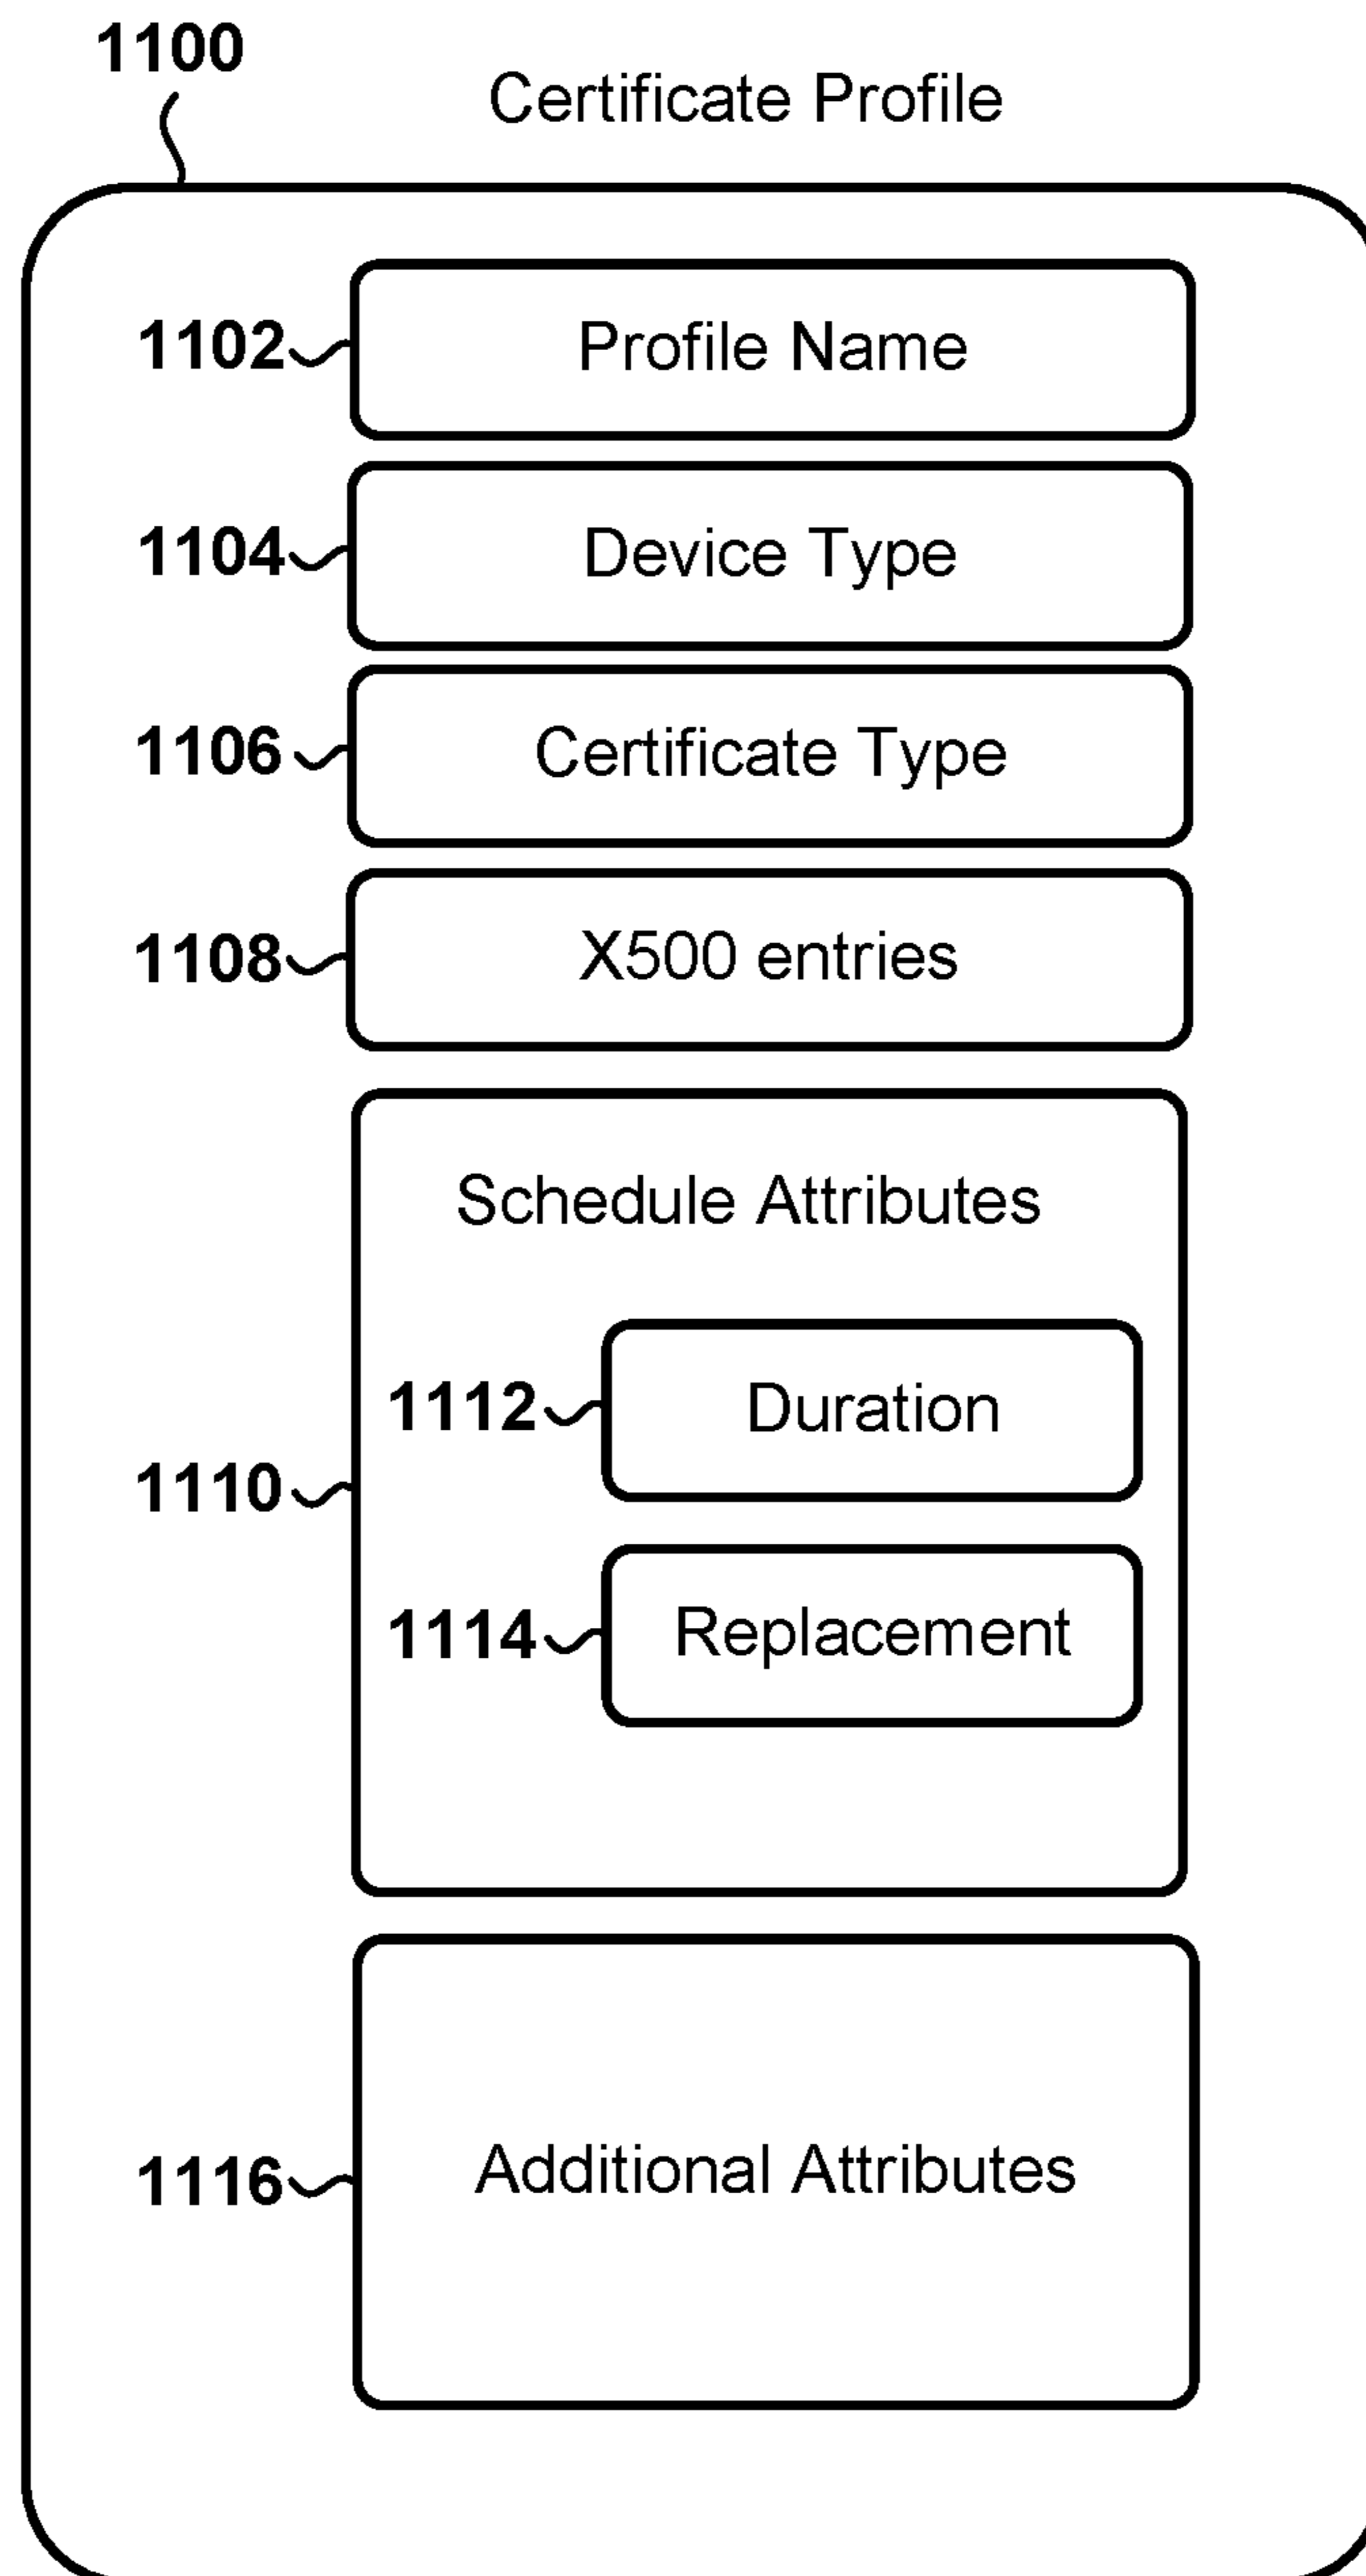 1100
Certificate Profile
1102 Profile Name
1104 Device Type
1106 Certificate Type
1108 X500 entries
Schedule Attributes
1112 Duration
1110
1114 Replacement
1116 Additional Attributes